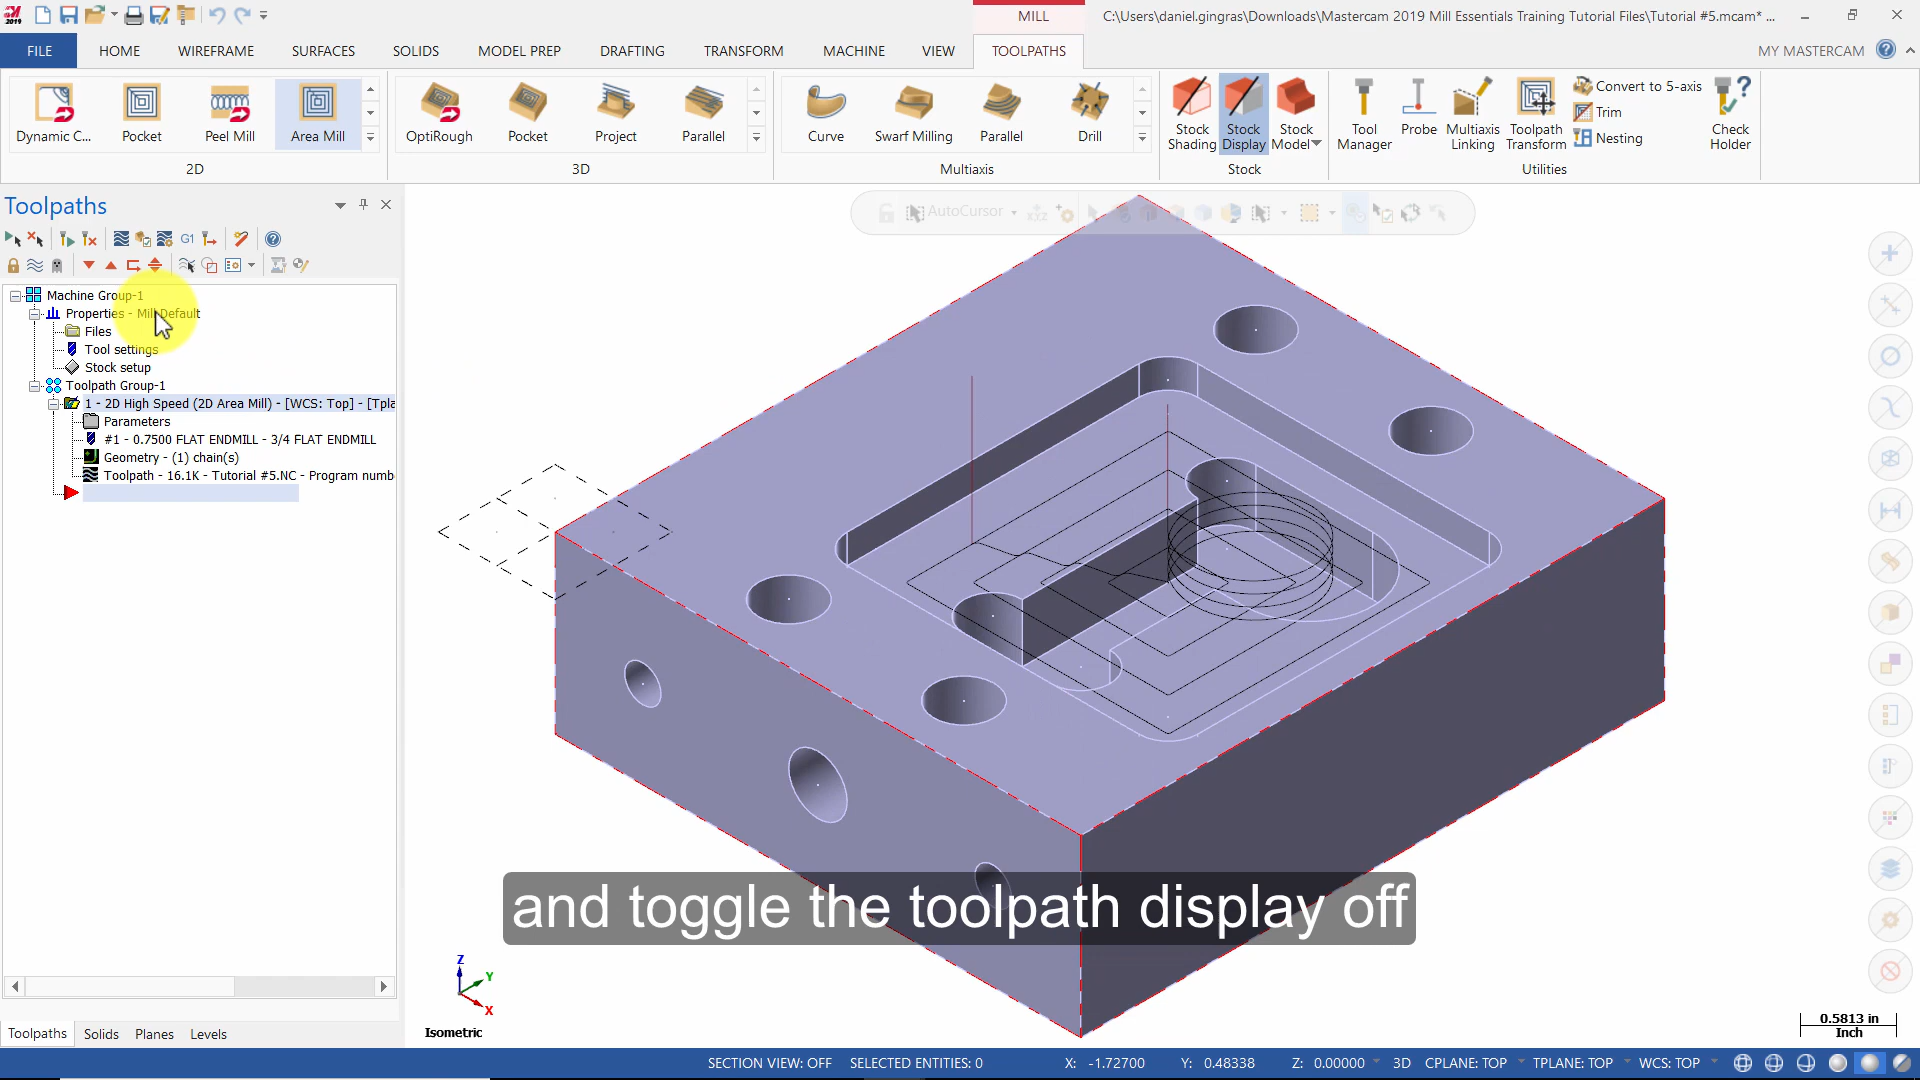 MILL
C:\Users\daniel.gingras\Downloads\Mastercam 2019 Mill Essentials Training Tutorial Files\Tutorial #5.mcam* ...
2019
FILE HOME WIREFRAME SURFACES SOLIDS MODEL PREP DRAFTING TRANSFORM MACHINE VIEW TOOLPATHS MY MASTERCAM
Dynamic C... Pocket Peel Mill Area Mill
2D
OptiRough Pocket Project Parallel
3D
Curve Swarf Milling Parallel Drill
Multiaxis
Stock Shading Stock Display Stock Model
Stock
Tool Manager Probe Multiaxis Linking Toolpath Transform
Convert to 5-axis
Trim
Nesting
Check Holder
Utilities
Toolpaths
G1
AutoCursor
XYZ
Machine Group-1
Properties - Mill Default
Files
Tool settings
Stock setup
Toolpath Group-1
1 - 2D High Speed (2D Area Mill) - [WCS: Top] - [Tpla
Parameters
#1 - 0.7500 FLAT ENDMILL - 3/4 FLAT ENDMILL
Geometry - (1) chain(s)
Toolpath - 16.1K - Tutorial #5.NC - Program numb
and toggle the toolpath display off
Z
Y
X
Isometric
0.5813 in
Inch
Toolpaths Solids Planes Levels
SECTION VIEW: OFF SELECTED ENTITIES: 0 X: -1.72700 Y: 0.48338 Z: 0.00000 3D CPLANE: TOP TPLANE: TOP WCS: TOP